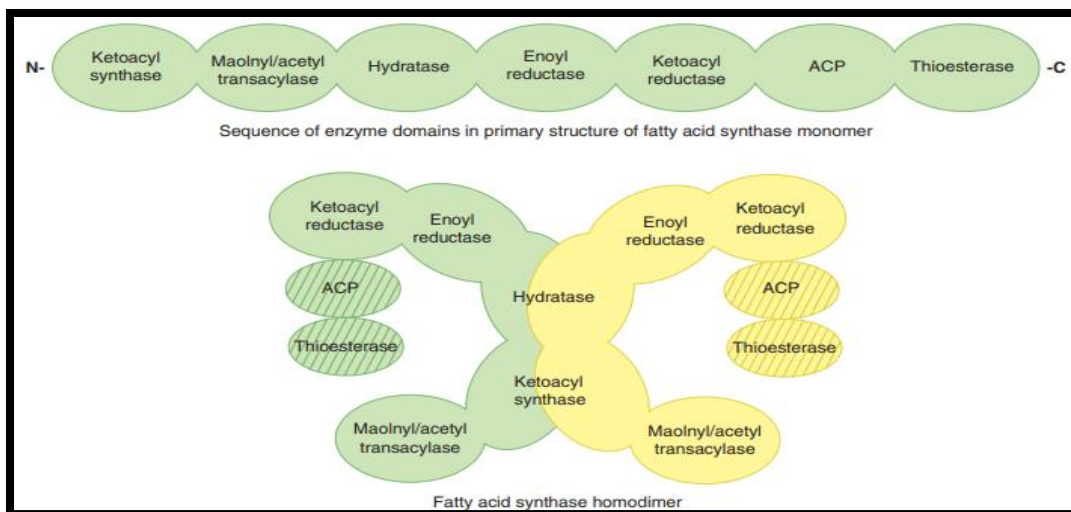 N-
Ketoacyl
synthase
Maolnyl/acetyl
transacylase
Hydratase
Enoyl
reductase
Ketoacyl
reductase
ACP
Thioesterase
-C
Sequence of enzyme domains in primary structure of fatty acid synthase monomer
Ketoacyl
reductase
Enoyl
reductase
Enoyl
reductase
Ketoacyl
reductase
ACP
Hydratase
ACP
Thioesterase
Thioesterase
Ketoacyl
synthase
Maolnyl/acetyl
transacylase
Maolnyl/acetyl
transacylase
Fatty acid synthase homodimer